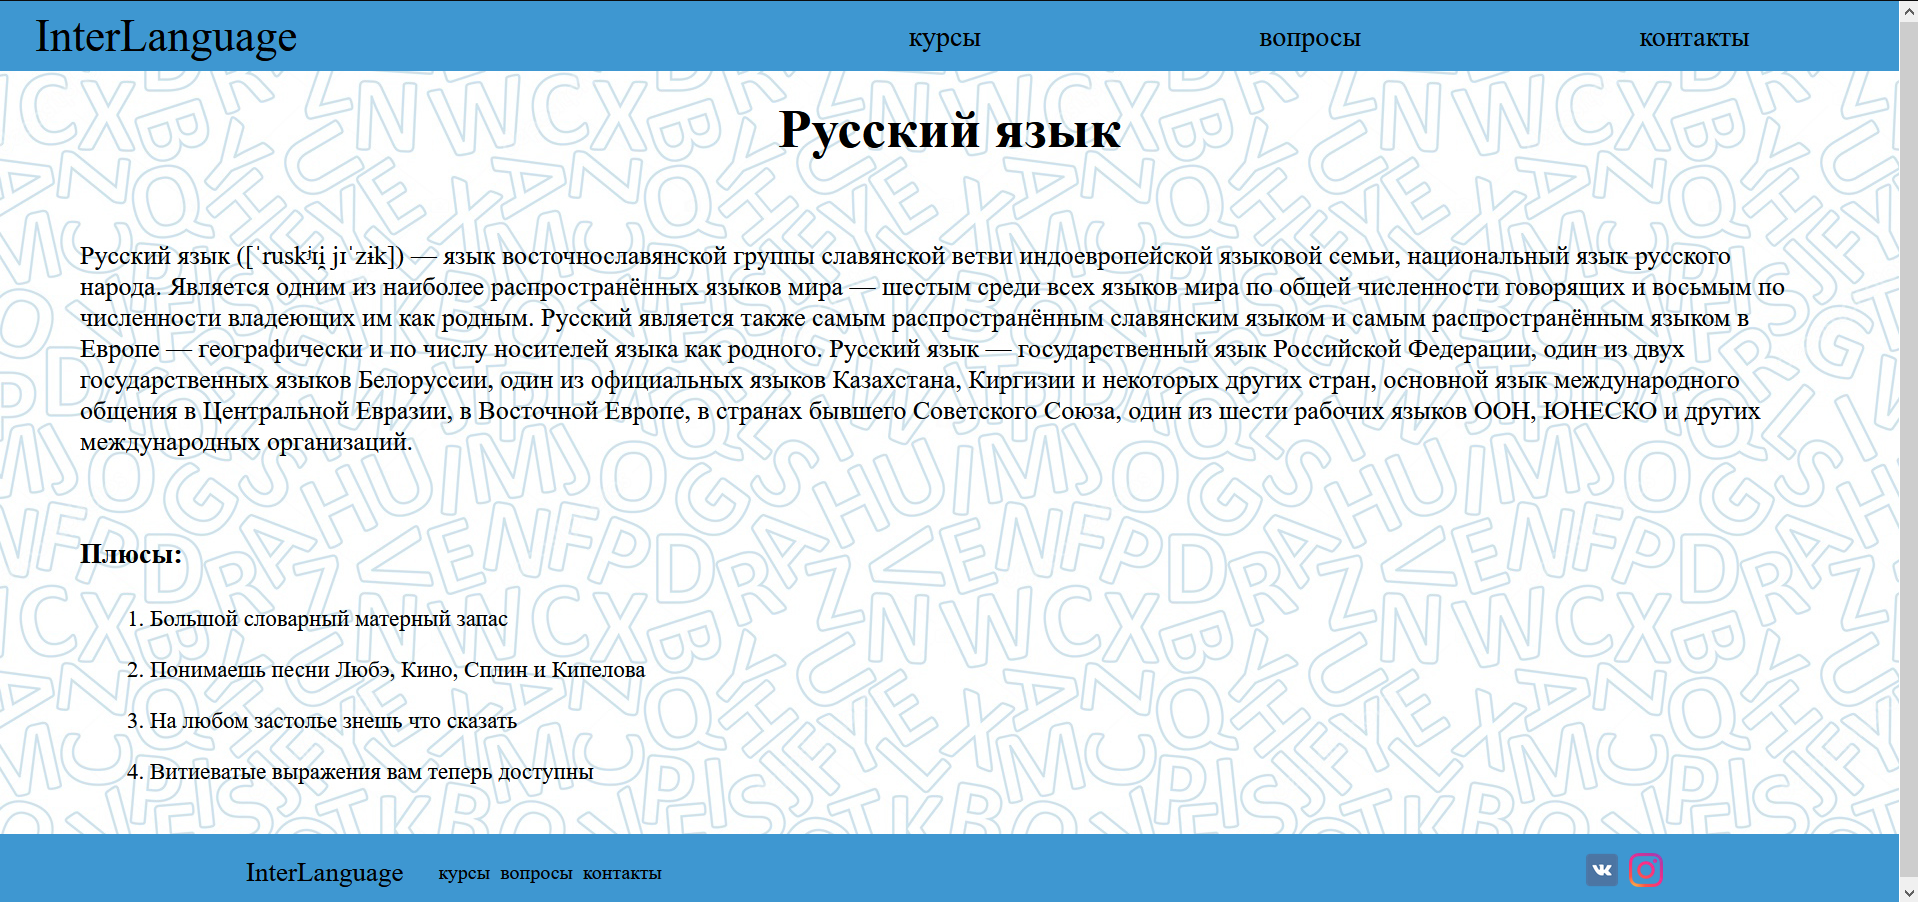 InterLanguage курсы вопросы контакты
Русский язык
Русский язык ([ˈruskʲɪi̯ jɪˈzɨk]) — язык восточнославянской группы славянской ветви индоевропейской языковой семьи, национальный язык русского
народа. Является одним из наиболее распространённых языков мира — шестым среди всех языков мира по общей численности говорящих и восьмым по
численности владеющих им как родным. Русский является также самым распространённым славянским языком и самым распространённым языком в
Европе — географически и по числу носителей языка как родного. Русский язык — государственный язык Российской Федерации, один из двух
государственных языков Белоруссии, один из официальных языков Казахстана, Киргизии и некоторых других стран, основной язык международного
общения в Центральной Евразии, в Восточной Европе, в странах бывшего Советского Союза, один из шести рабочих языков ООН, ЮНЕСКО и других
международных организаций.
Плюсы:
1. Большой словарный матерный запас
2. Понимаешь песни Любэ, Кино, Сплин и Кипелова
3. На любом застолье знешь что сказать
4. Витиеватые выражения вам теперь доступны
InterLanguage курсы вопросы контакты